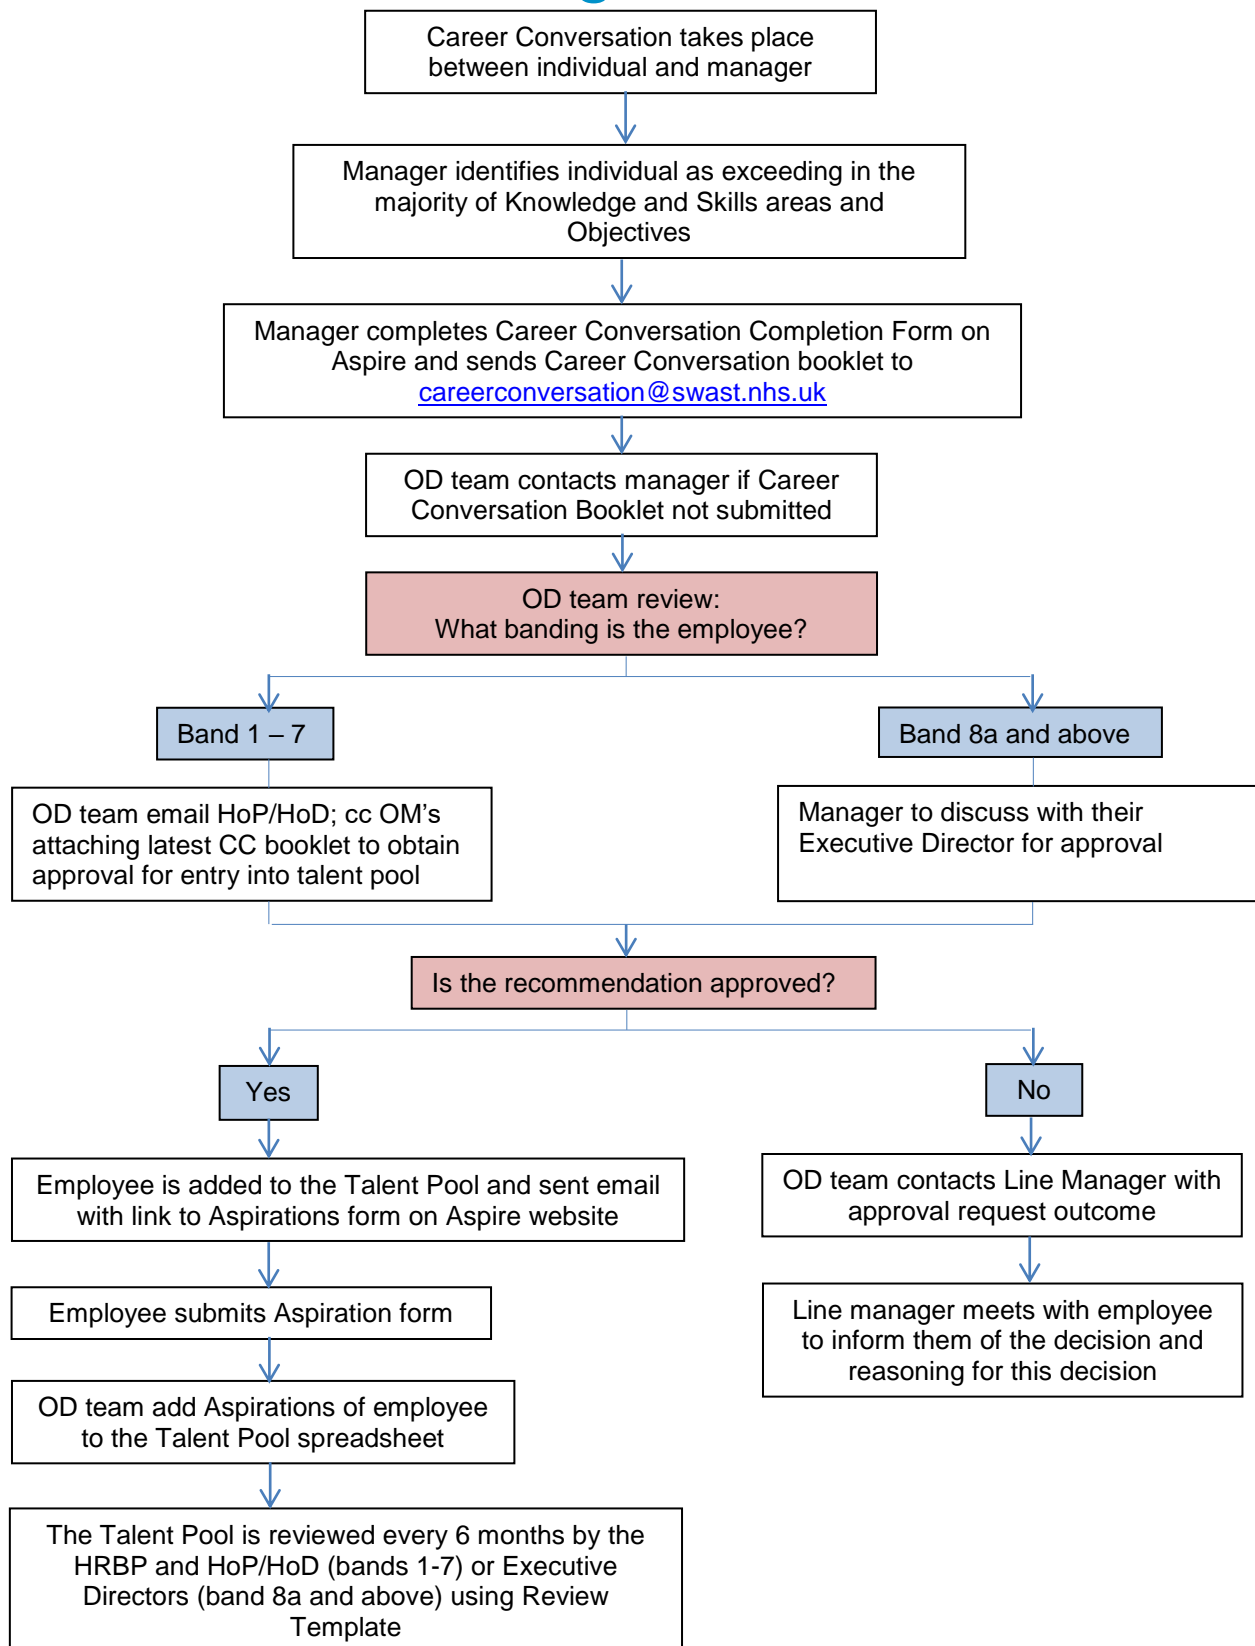 Career Conversation takes place
between individual and manager
Manager identifies individual as exceeding in the
majority of Knowledge and Skills areas and
Objectives
Manager completes Career Conversation Completion Form on
Aspire and sends Career Conversation booklet to
careerconversation@swast.nhs.uk
OD team contacts manager if Career
Conversation Booklet not submitted
OD team review:
What banding is the employee?
Band 1 – 7
Band 8a and above
OD team email HoP/HoD; cc OM's
attaching latest CC booklet to obtain
approval for entry into talent pool
Manager to discuss with their
Executive Director for approval
Is the recommendation approved?
Yes
No
Employee is added to the Talent Pool and sent email
with link to Aspirations form on Aspire website
OD team contacts Line Manager with
approval request outcome
Employee submits Aspiration form
Line manager meets with employee
to inform them of the decision and
reasoning for this decision
OD team add Aspirations of employee
to the Talent Pool spreadsheet
The Talent Pool is reviewed every 6 months by the
HRBP and HoP/HoD (bands 1-7) or Executive
Directors (band 8a and above) using Review
Template